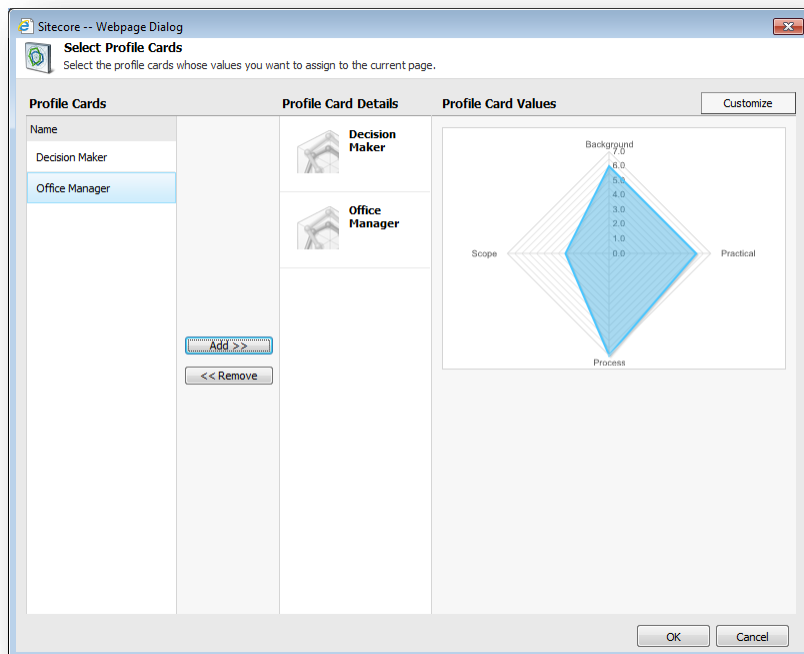 Sitecore -- Webpage Dialog
Select Profile Cards
Select the profile cards whose values you want to assign to the current page.
Profile Cards
Profile Card Details
Profile Card Values
Customize
Name
Decision Maker
Office Manager
Add >>
<< Remove
Decision
Maker
Office
Manager
Background
7.0
6.0
5.0
4.0
3.0
2.0
1.0
0.0
Scope
Practical
Process
OK
Cancel